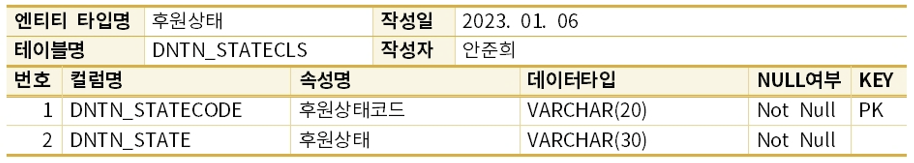 엔티티 타입명 후원상태 작성일 2023. 01. 06
테이블명 DNTN_STATECLS 작성자 안준희
번호 컬럼명 속성명 데이터타입 NULL여부 KEY
1 DNTN_STATECODE 후원상태코드 VARCHAR(20) Not Null PK
2 DNTN_STATE 후원상태 VARCHAR(30) Not Null